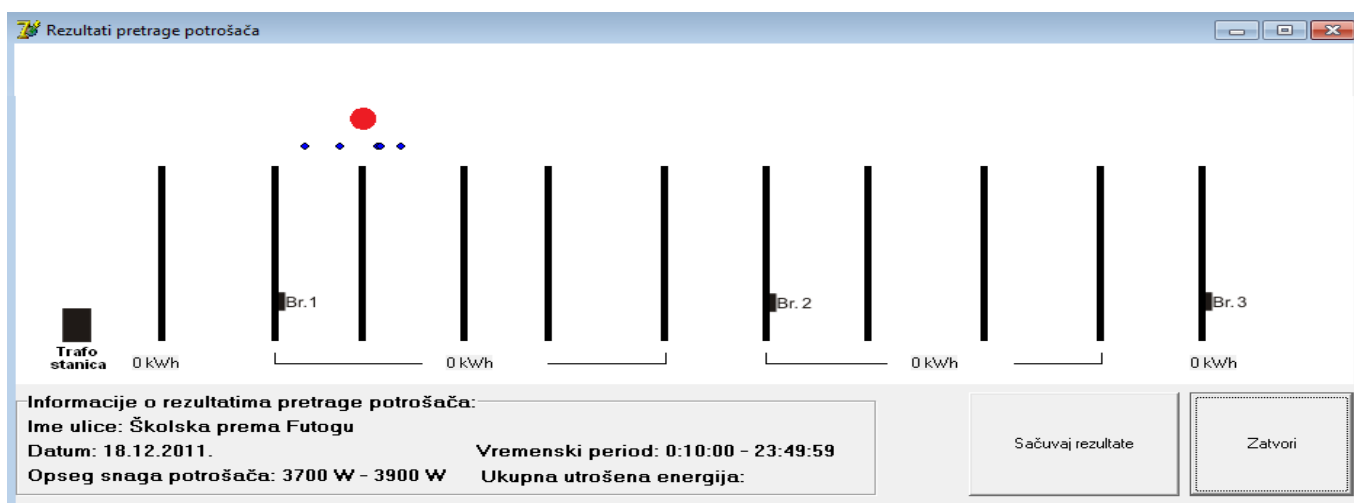 Rezultati pretrage potrošača
Br.1
Br. 2
Br. 3
Trafo
stanica
0 kWh
0 kWh
0 kWh
0 kWh
Informacije o rezultatima pretrage potrošača:
Ime ulice: Školska prema Futogu
Datum: 18.12.2011.
Vremenski period: 0:10:00 - 23:49:59
Opseg snaga potrošača: 3700 W - 3900 W
Ukupna utrošena energija:
Sačuvaj rezultate
Zatvori